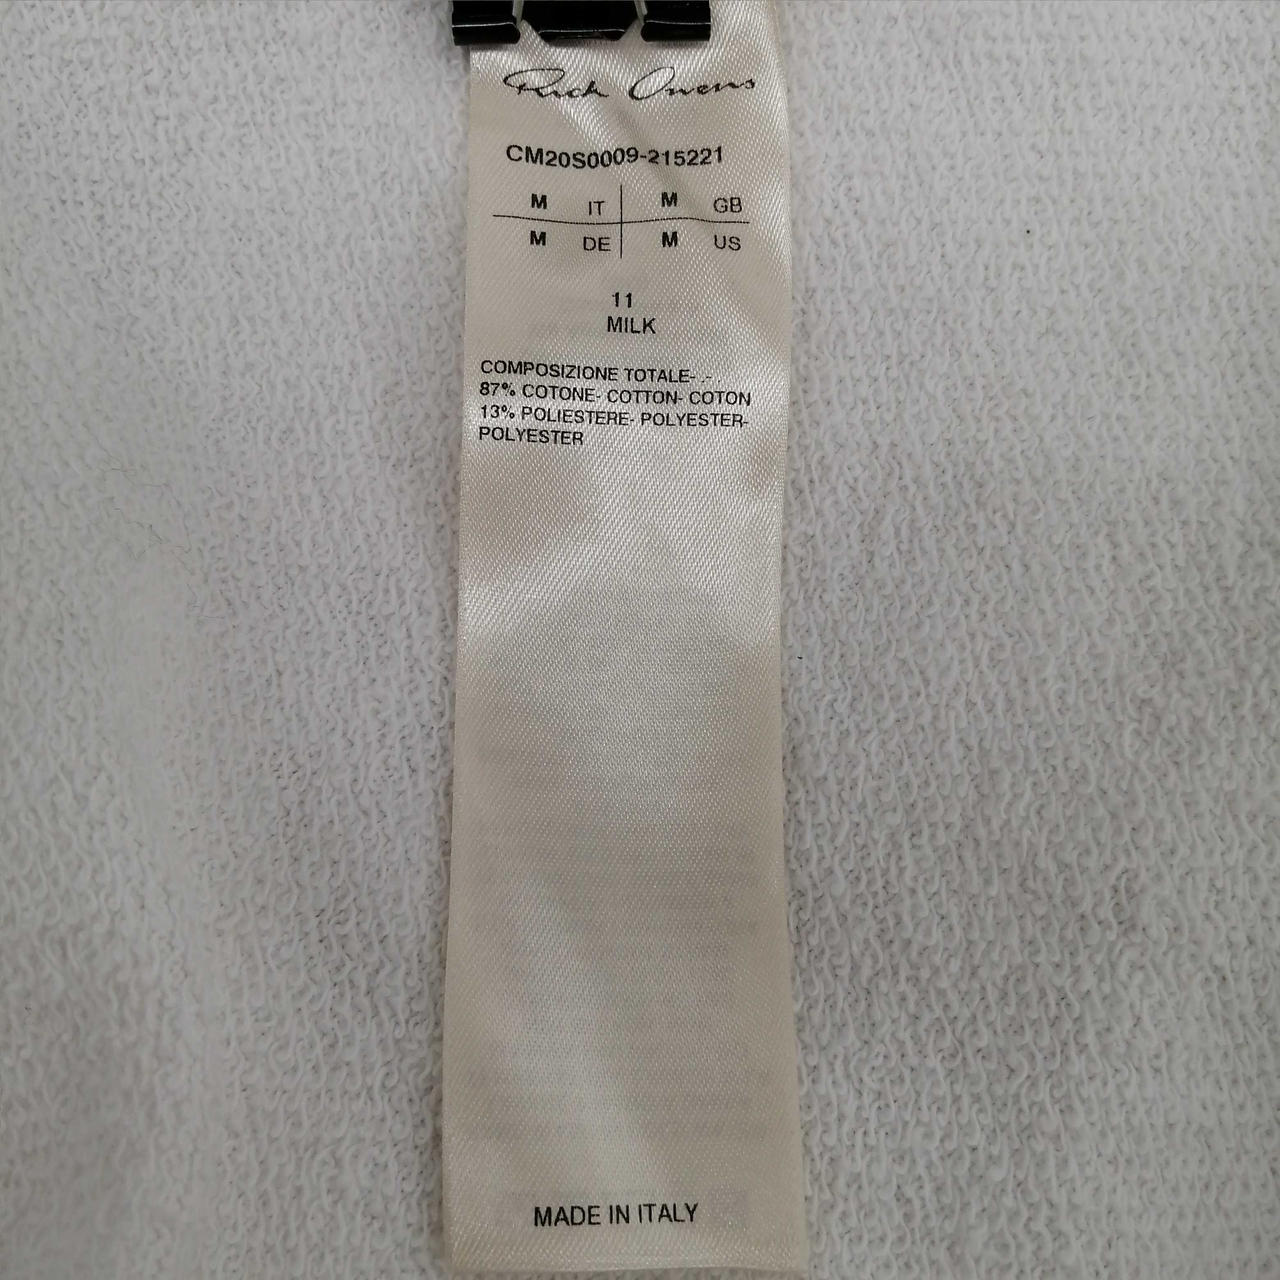 Rick Owens
CM20S0009-215221
M IT M GB
M DE M US
11
MILK
COMPOSIZIONE TOTALE- .-
87% COTONE- COTTON- COTON
13% POLIESTERE- POLYESTER-
POLYESTER
MADE IN ITALY